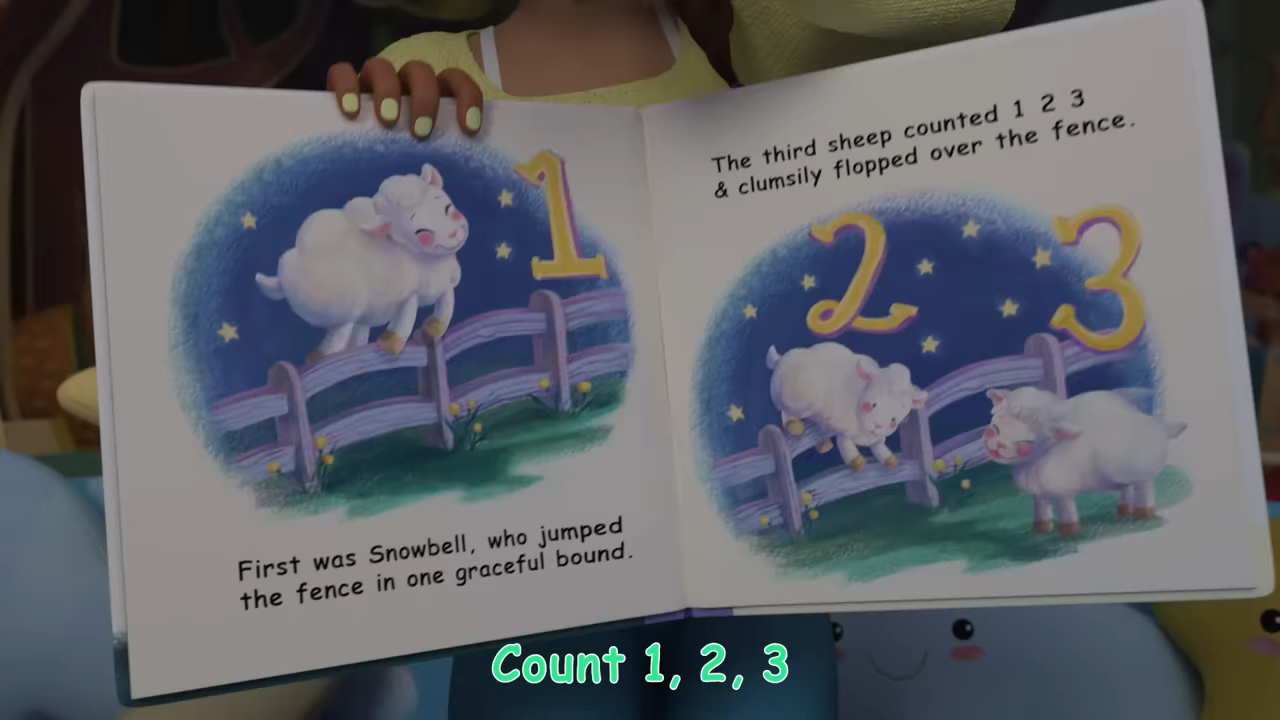 1
First was Snowbell, who jumped
the fence in one graceful bound.
The third sheep counted 1 2 3
& clumsily flopped over the fence.
2 3
Count 1, 2, 3